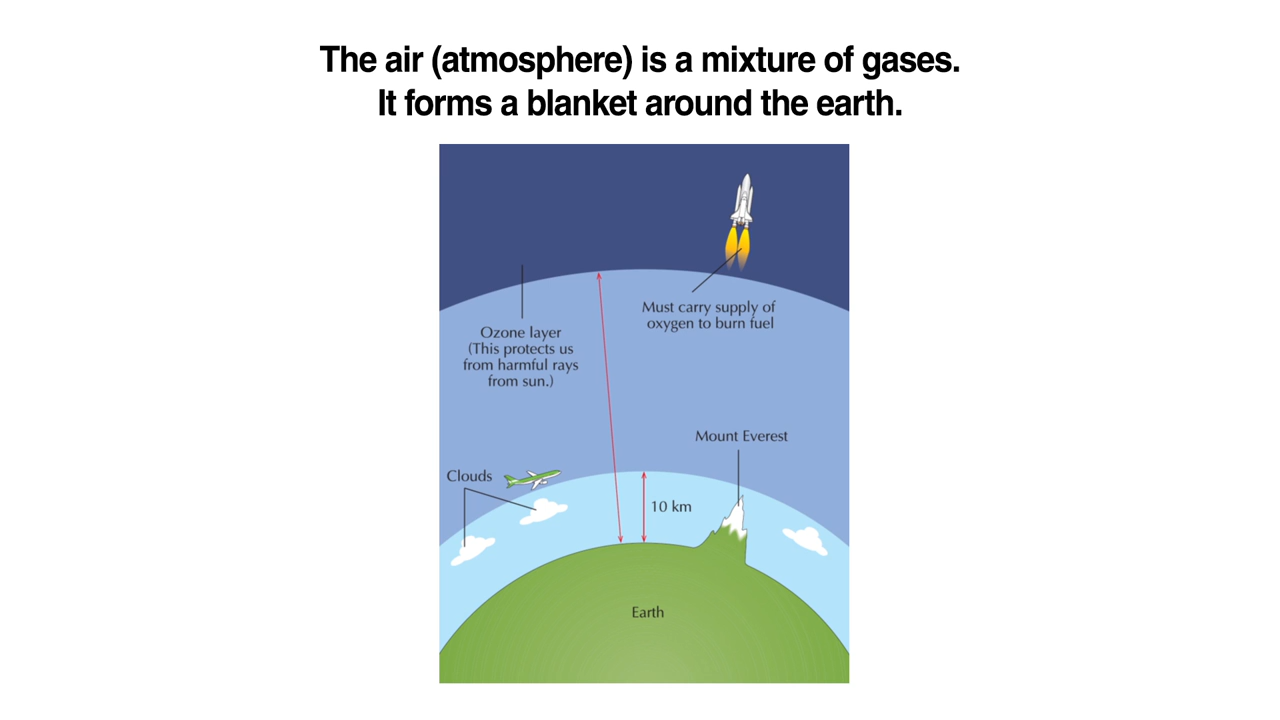 The air (atmosphere) is a mixture of gases.
It forms a blanket around the earth.
Must carry supply of
oxygen to burn fuel
Ozone layer
(This protects us
from harmful rays
from sun.)
Mount Everest
Clouds
10 km
Earth